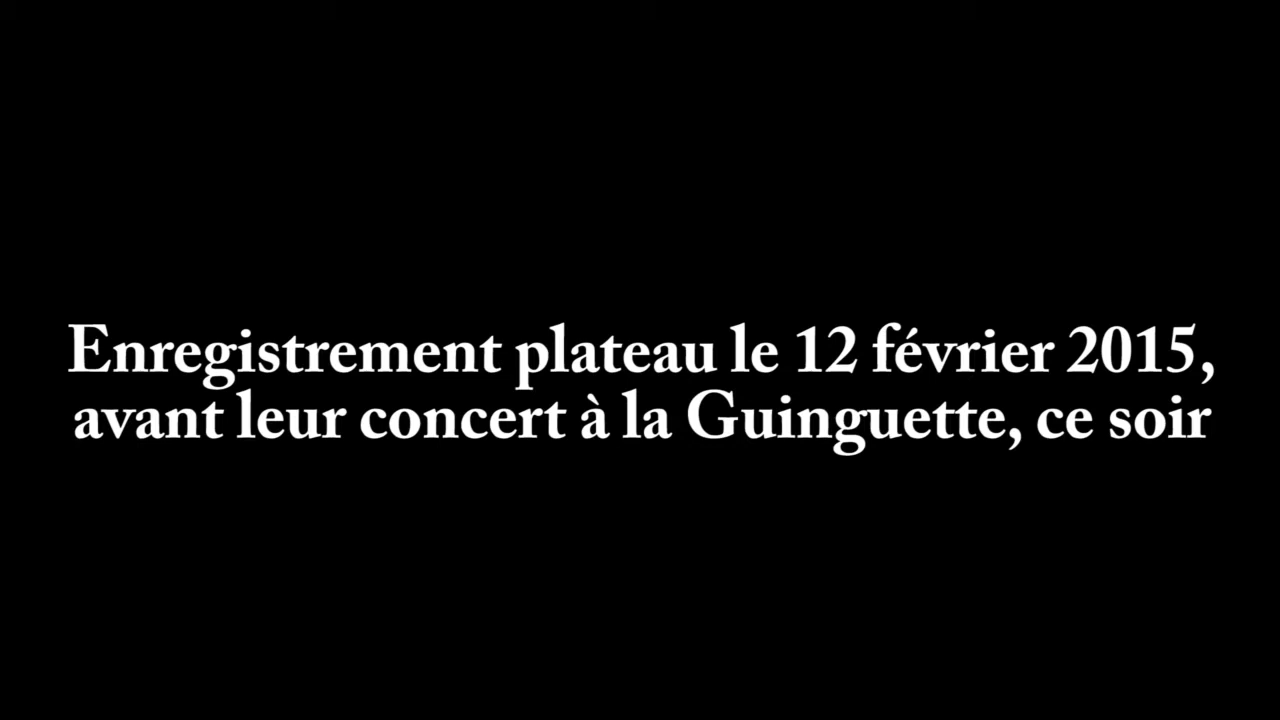 Enregistrement plateau le 12 février 2015,
avant leur concert à la Guinguette, ce soir